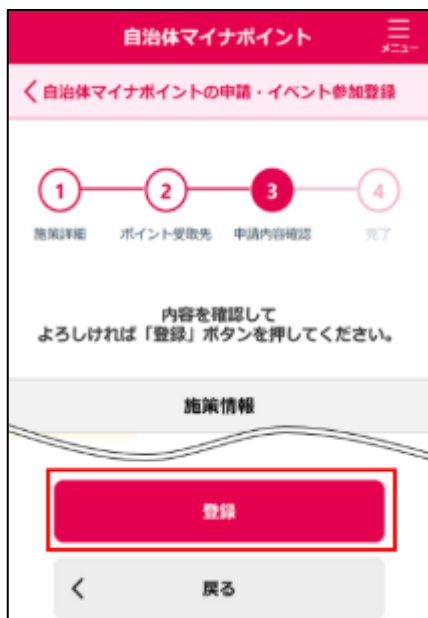 自治体マイナポイント
メニュー
自治体マイナポイントの申請・イベント参加登録
1 2 3 4
施策詳細 ポイント受取先 申請内容確認 完了
内容を確認して
よろしければ「登録」ボタンを押してください。
施策情報
登録
戻る